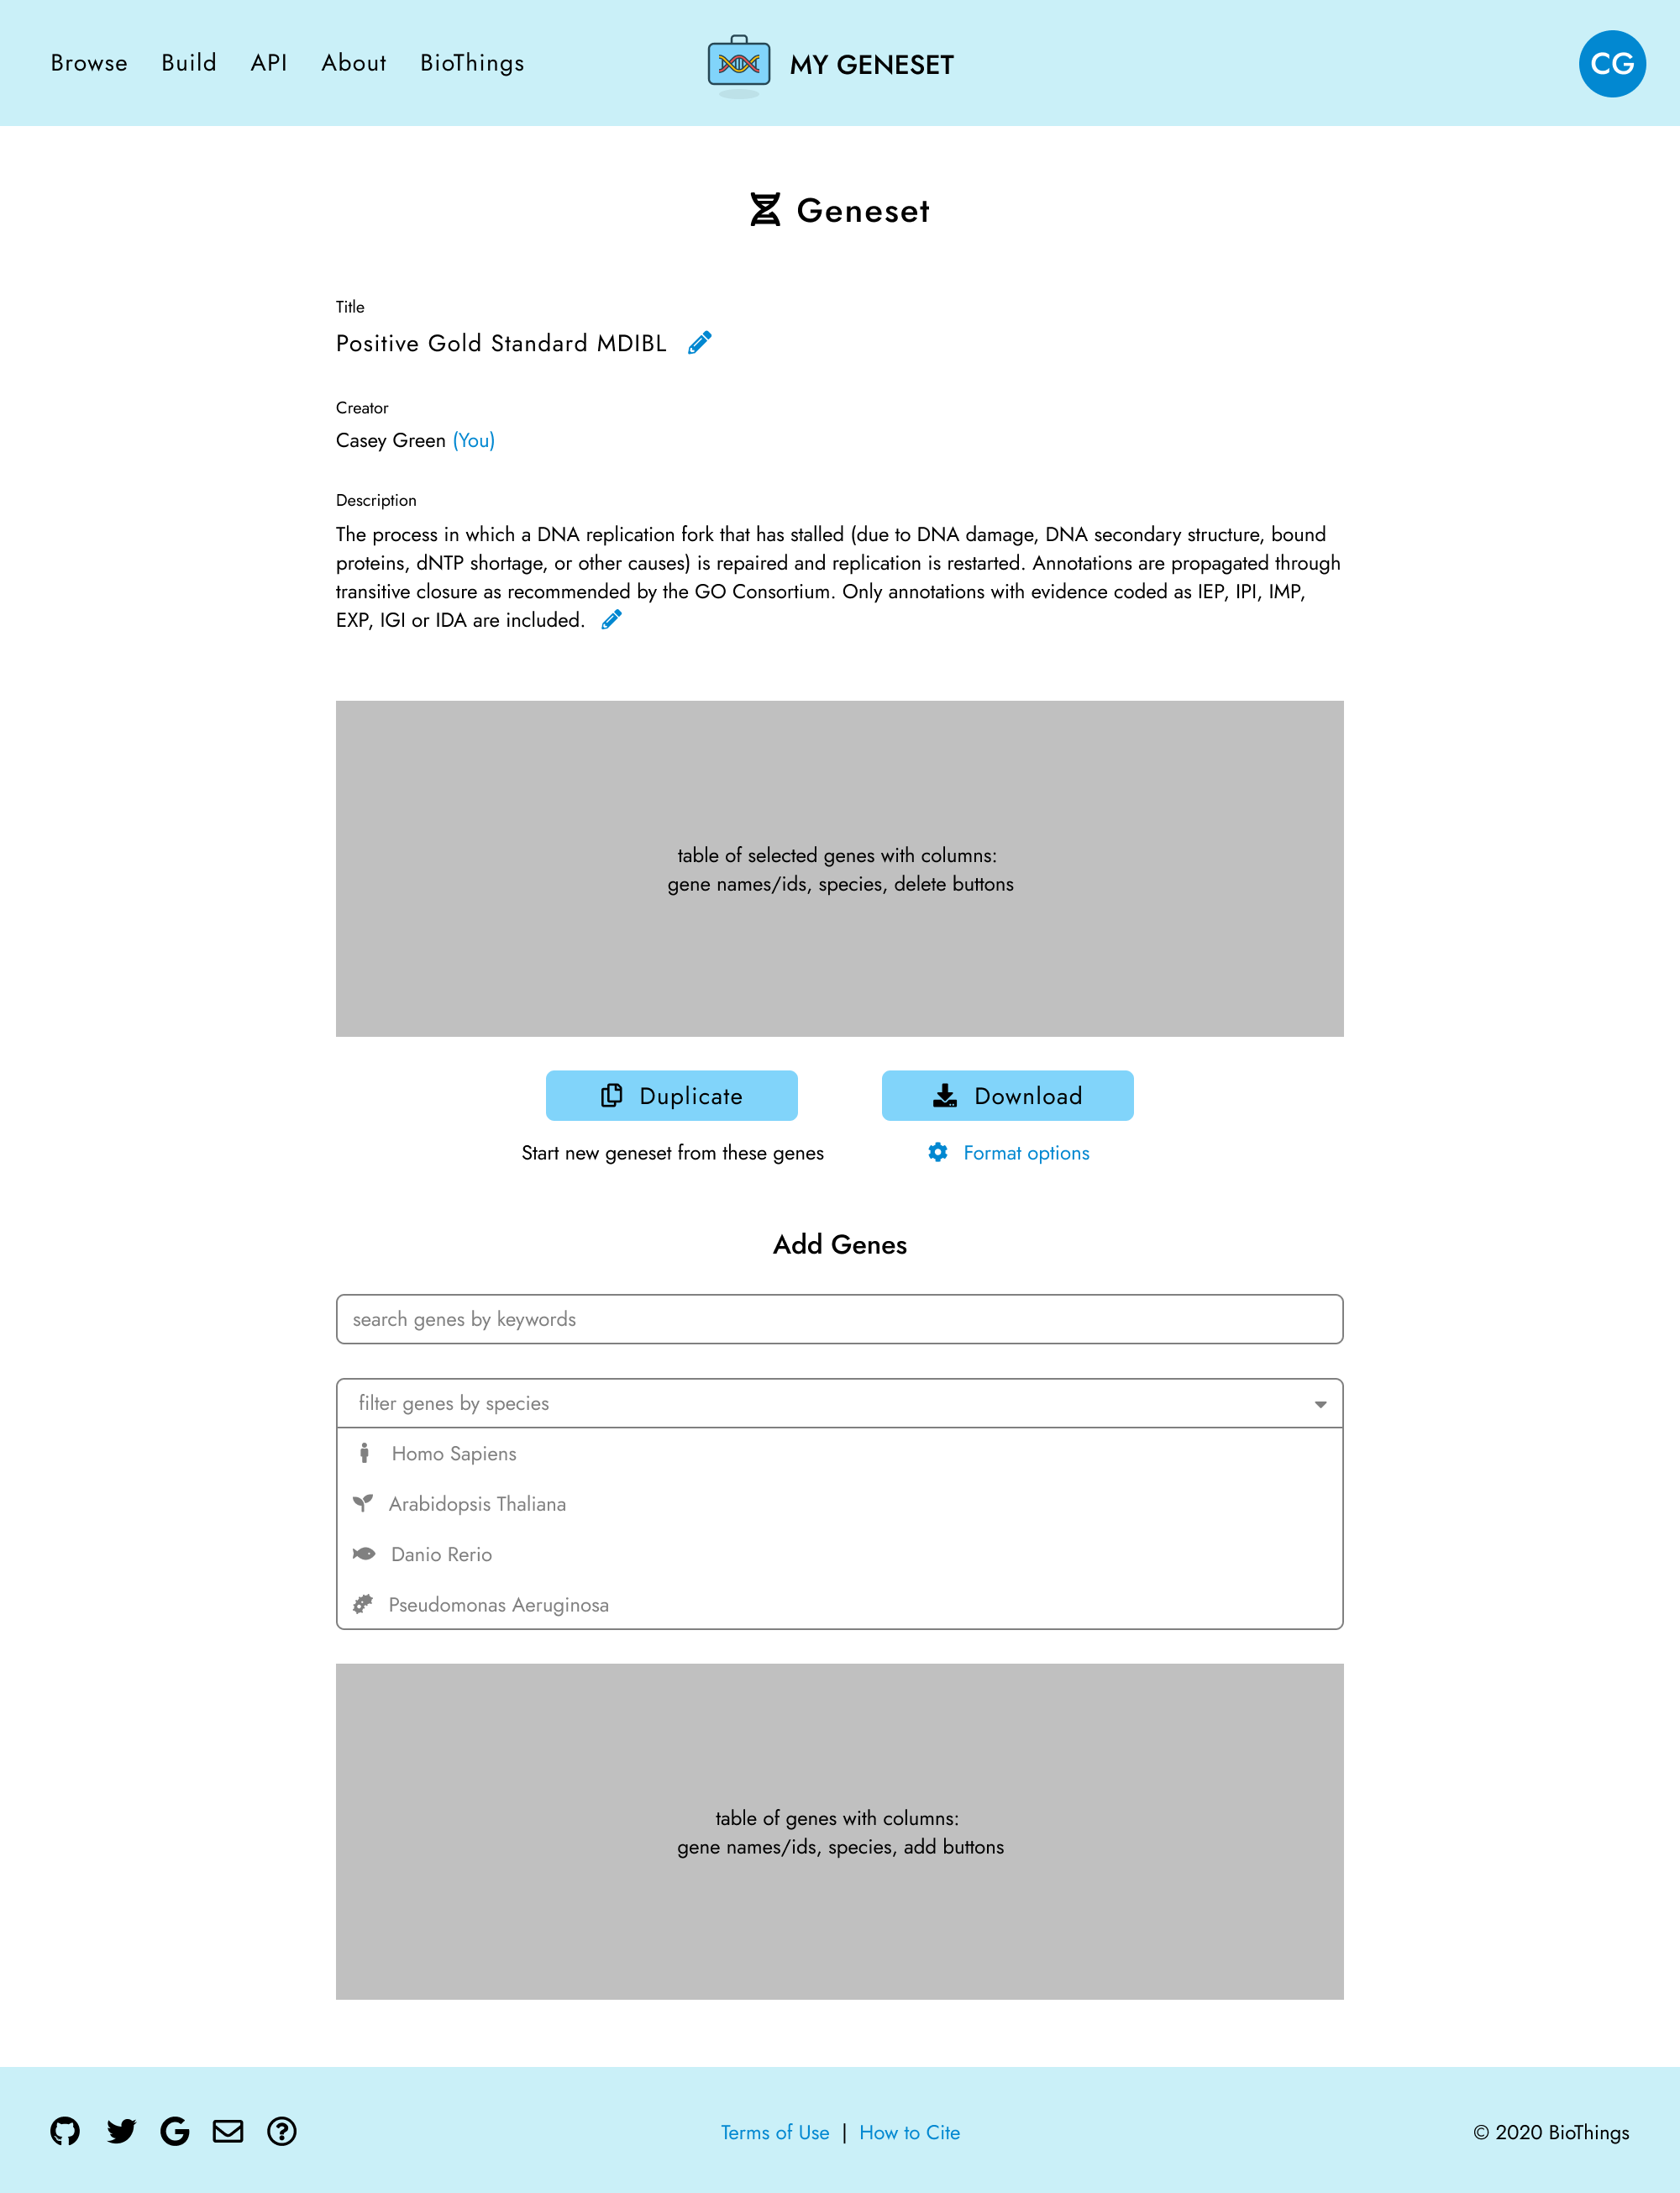 Browse Build API About BioThings MY GENESET CG
Geneset
Title
Positive Gold Standard MDIBL
Creator
Casey Green (You)
Description
The process in which a DNA replication fork that has stalled (due to DNA damage, DNA secondary structure, bound
proteins, dNTP shortage, or other causes) is repaired and replication is restarted. Annotations are propagated through
transitive closure as recommended by the GO Consortium. Only annotations with evidence coded as IEP, IPI, IMP,
EXP, IGI or IDA are included.
table of selected genes with columns:
gene names/ids, species, delete buttons
Duplicate Download
Start new geneset from these genes Format options
Add Genes
search genes by keywords
filter genes by species
Homo Sapiens
Arabidopsis Thaliana
Danio Rerio
Pseudomonas Aeruginosa
table of genes with columns:
gene names/ids, species, add buttons
Terms of Use | How to Cite © 2020 BioThings